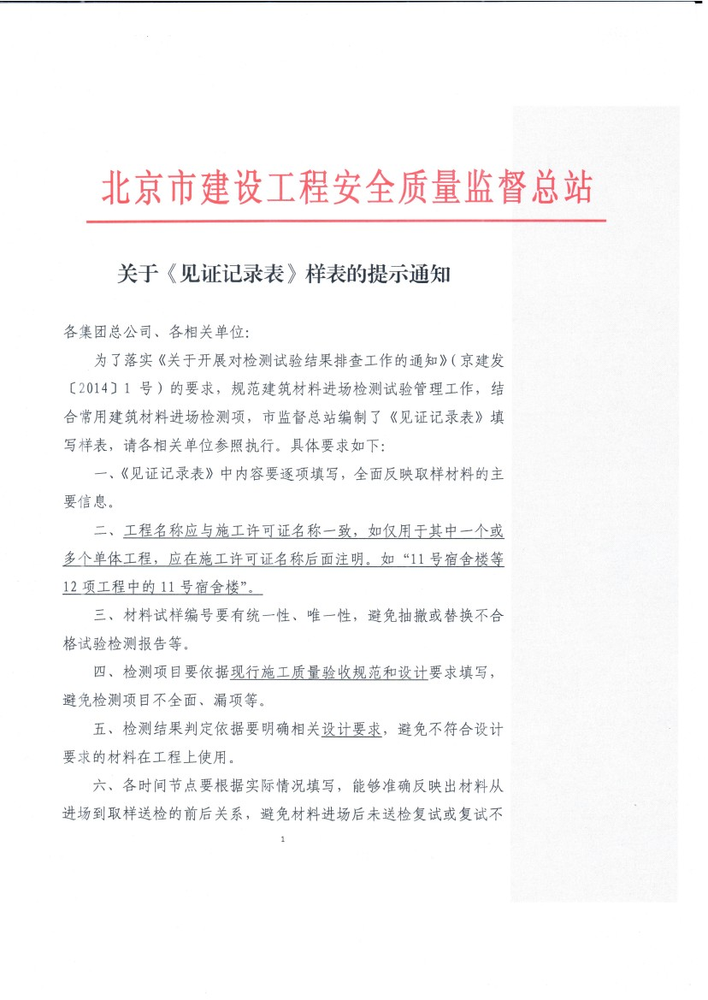 北京市建设工程安全质量监督总站
关于《见证记录表》样表的提示通知
各集团总公司、各相关单位：
为了落实《关于开展对检测试验结果排查工作的通知》（京建发
〔2014〕1 号）的要求，规范建筑材料进场检测试验管理工作，结
合常用建筑材料进场检测项，市监督总站编制了《见证记录表》填
写样表，请各相关单位参照执行。具体要求如下：
一、《见证记录表》中内容要逐项填写，全面反映取样材料的主
要信息。
二、工程名称应与施工许可证名称一致，如仅用于其中一个或
多个单体工程，应在施工许可证名称后面注明。如“11 号宿舍楼等
12 项工程中的 11 号宿舍楼”。
三、材料试样编号要有统一性、唯一性，避免抽撤或替换不合
格试验检测报告等。
四、检测项目要依据现行施工质量验收规范和设计要求填写，
避免检测项目不全面、漏项等。
五、检测结果判定依据要明确相关设计要求，避免不符合设计
要求的材料在工程上使用。
六、各时间节点要根据实际情况填写，能够准确反映出材料从
进场到取样送检的前后关系，避免材料进场后未送检复试或复试不
1